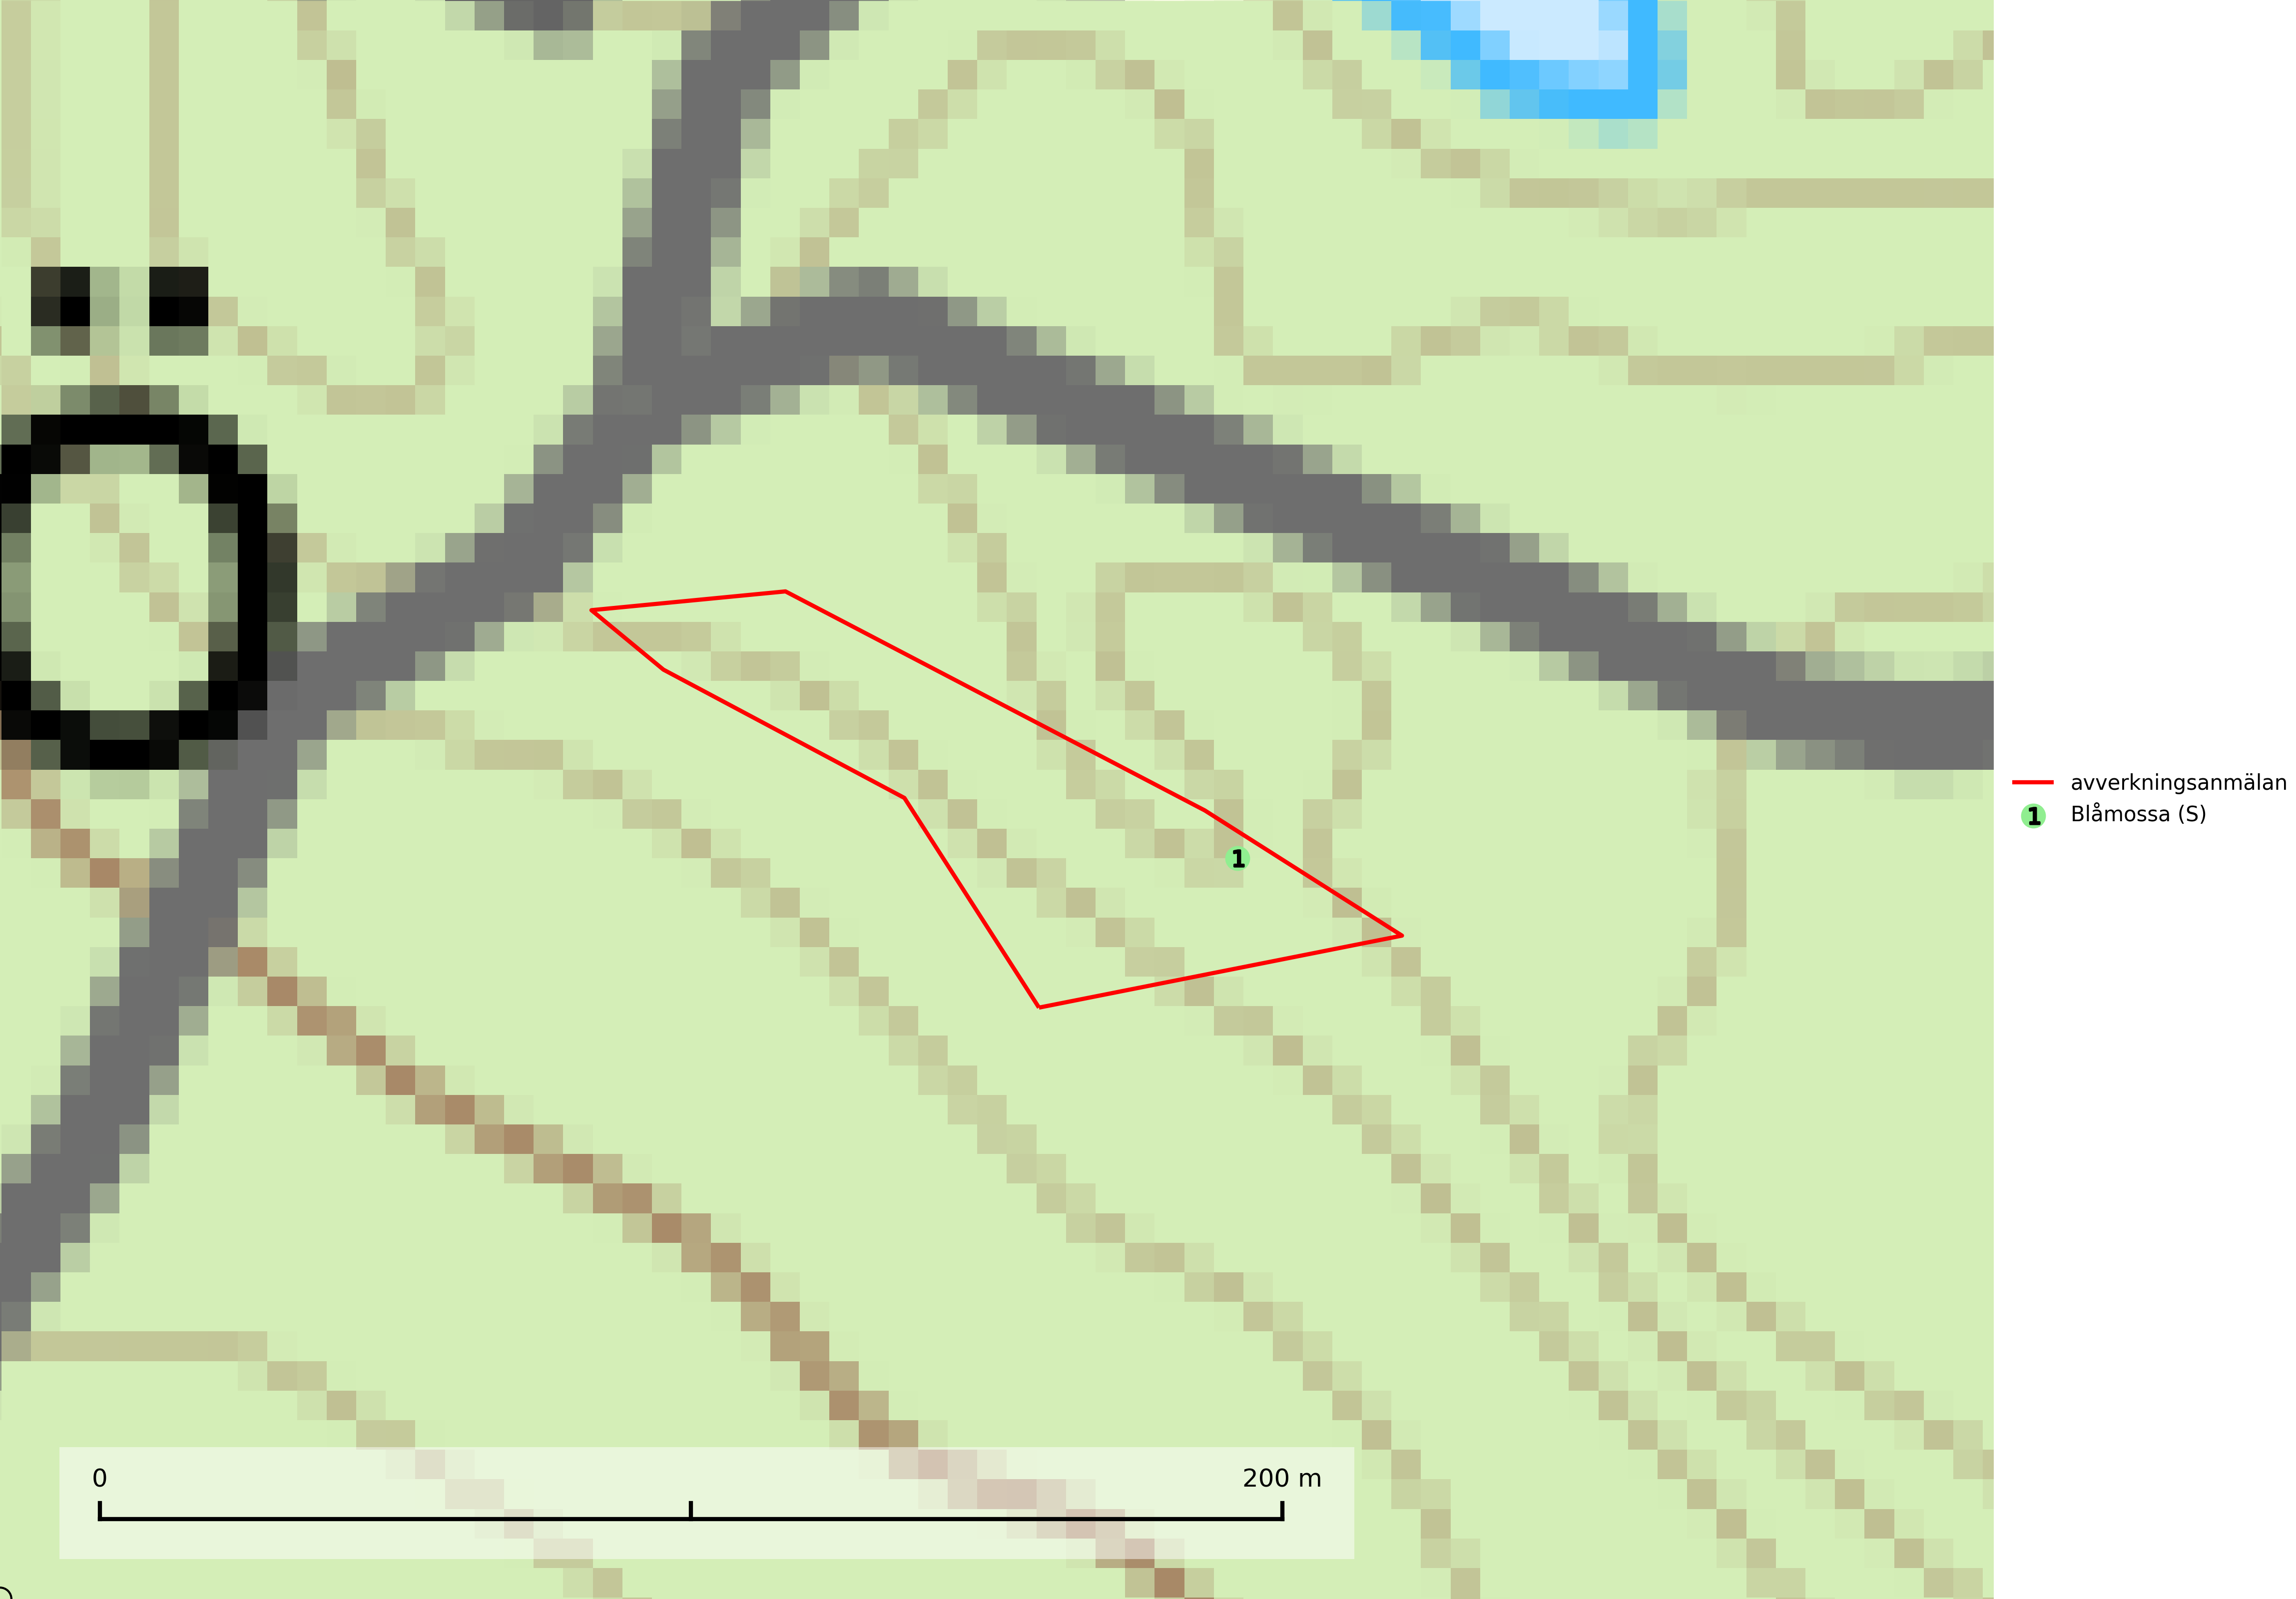 avverkningsanmälan
1 Blåmossa (S)
1
0 200 m